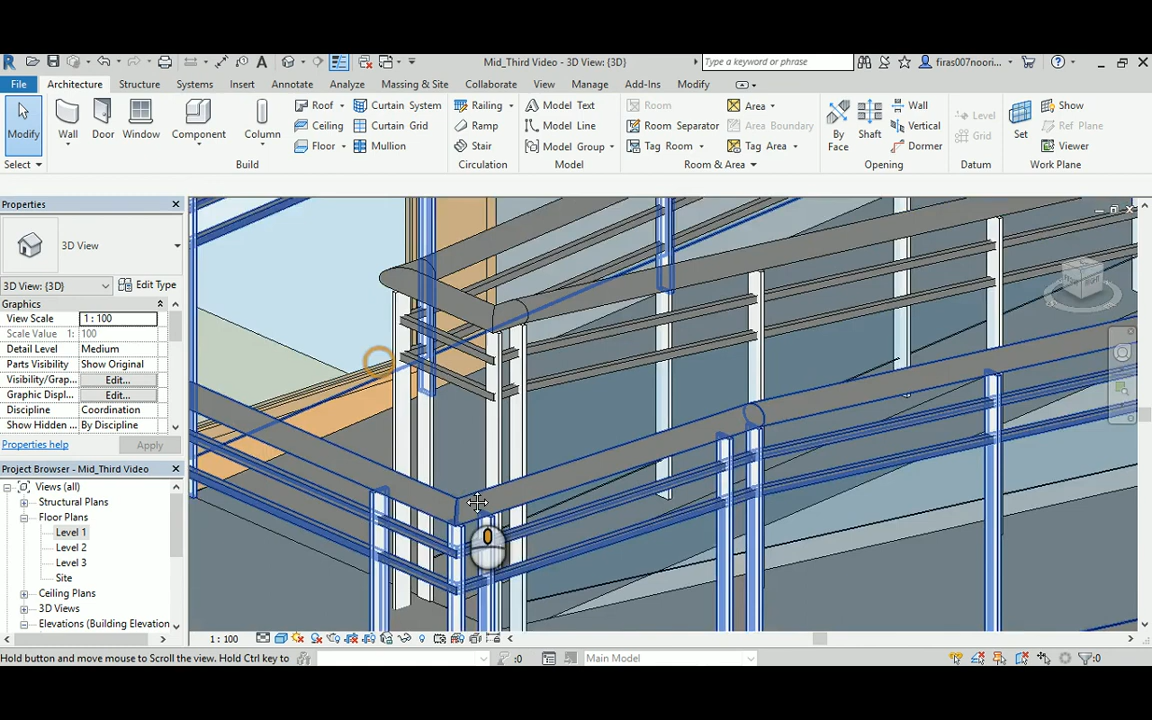 Mid_Third Video - 3D View: {3D}
Type a keyword or phrase
firas007noori...
File Architecture Structure Systems Insert Annotate Analyze Massing & Site Collaborate View Manage Add-Ins Modify
Modify Wall Door Window Component Column
Roof Curtain System
Ceiling Curtain Grid
Floor Mullion
Railing Model Text
Ramp Model Line
Stair Model Group
Room Area
Room Separator Area Boundary
Tag Room Tag Area
By Face Shaft
Wall
Vertical
Dormer
Level
Grid
Set
Show
Ref Plane
Viewer
Select Build Circulation Model Room & Area Opening Datum Work Plane
Properties
3D View
3D View: {3D} Edit Type
Graphics
View Scale 1 : 100
Scale Value 1: 100
Detail Level Medium
Parts Visibility Show Original
Visibility/Grap... Edit...
Graphic Displ... Edit...
Discipline Coordination
Show Hidden ... By Discipline
Properties help Apply
Project Browser - Mid_Third Video
Views (all)
Structural Plans
Floor Plans
Level 1
Level 2
Level 3
Site
Ceiling Plans
3D Views
Elevations (Building Elevation
1 : 100
Hold button and move mouse to Scroll the view. Hold Ctrl key to
:0
Main Model
:0